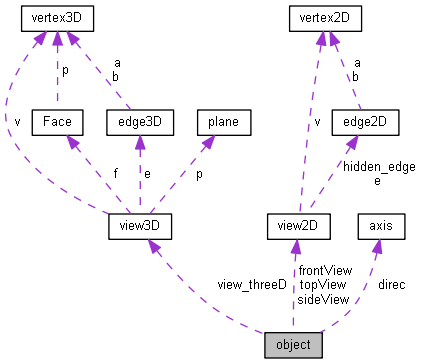 vertex3D
vertex2D
p
a
b
a
b
v
Face
edge3D
plane
v
edge2D
f
e
p
hidden_edge
e
view3D
view2D
axis
view_threeD
frontView
topView
sideView
direc
object